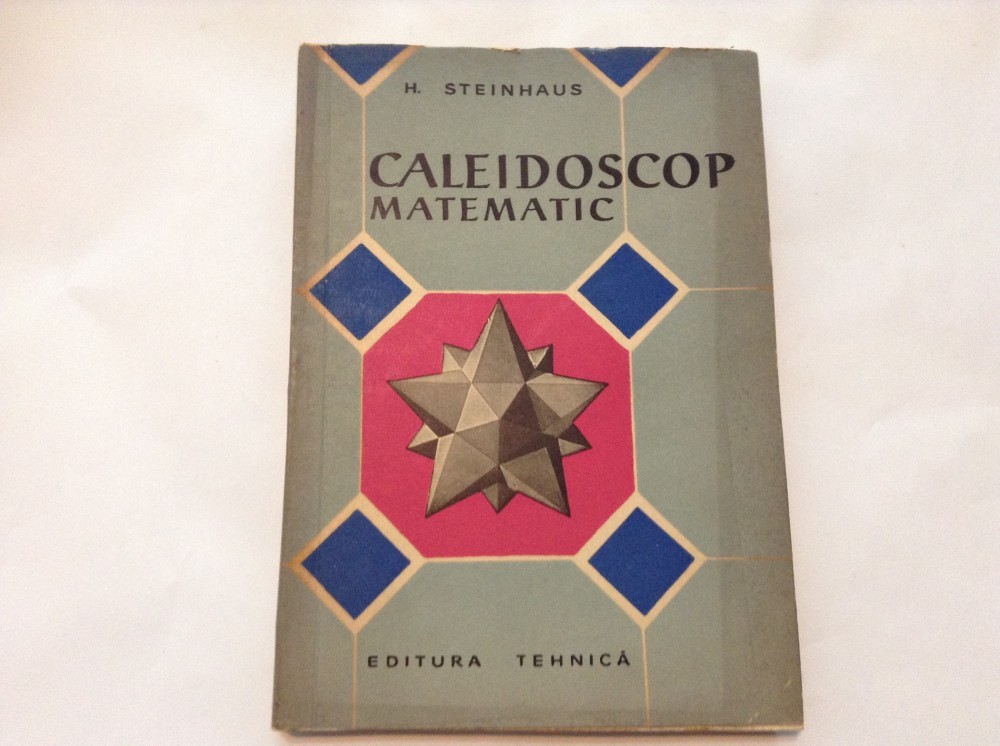 H. STEINHAUS
CALEIDOSCOP
MATEMATIC
EDITURA TEHNICĂ